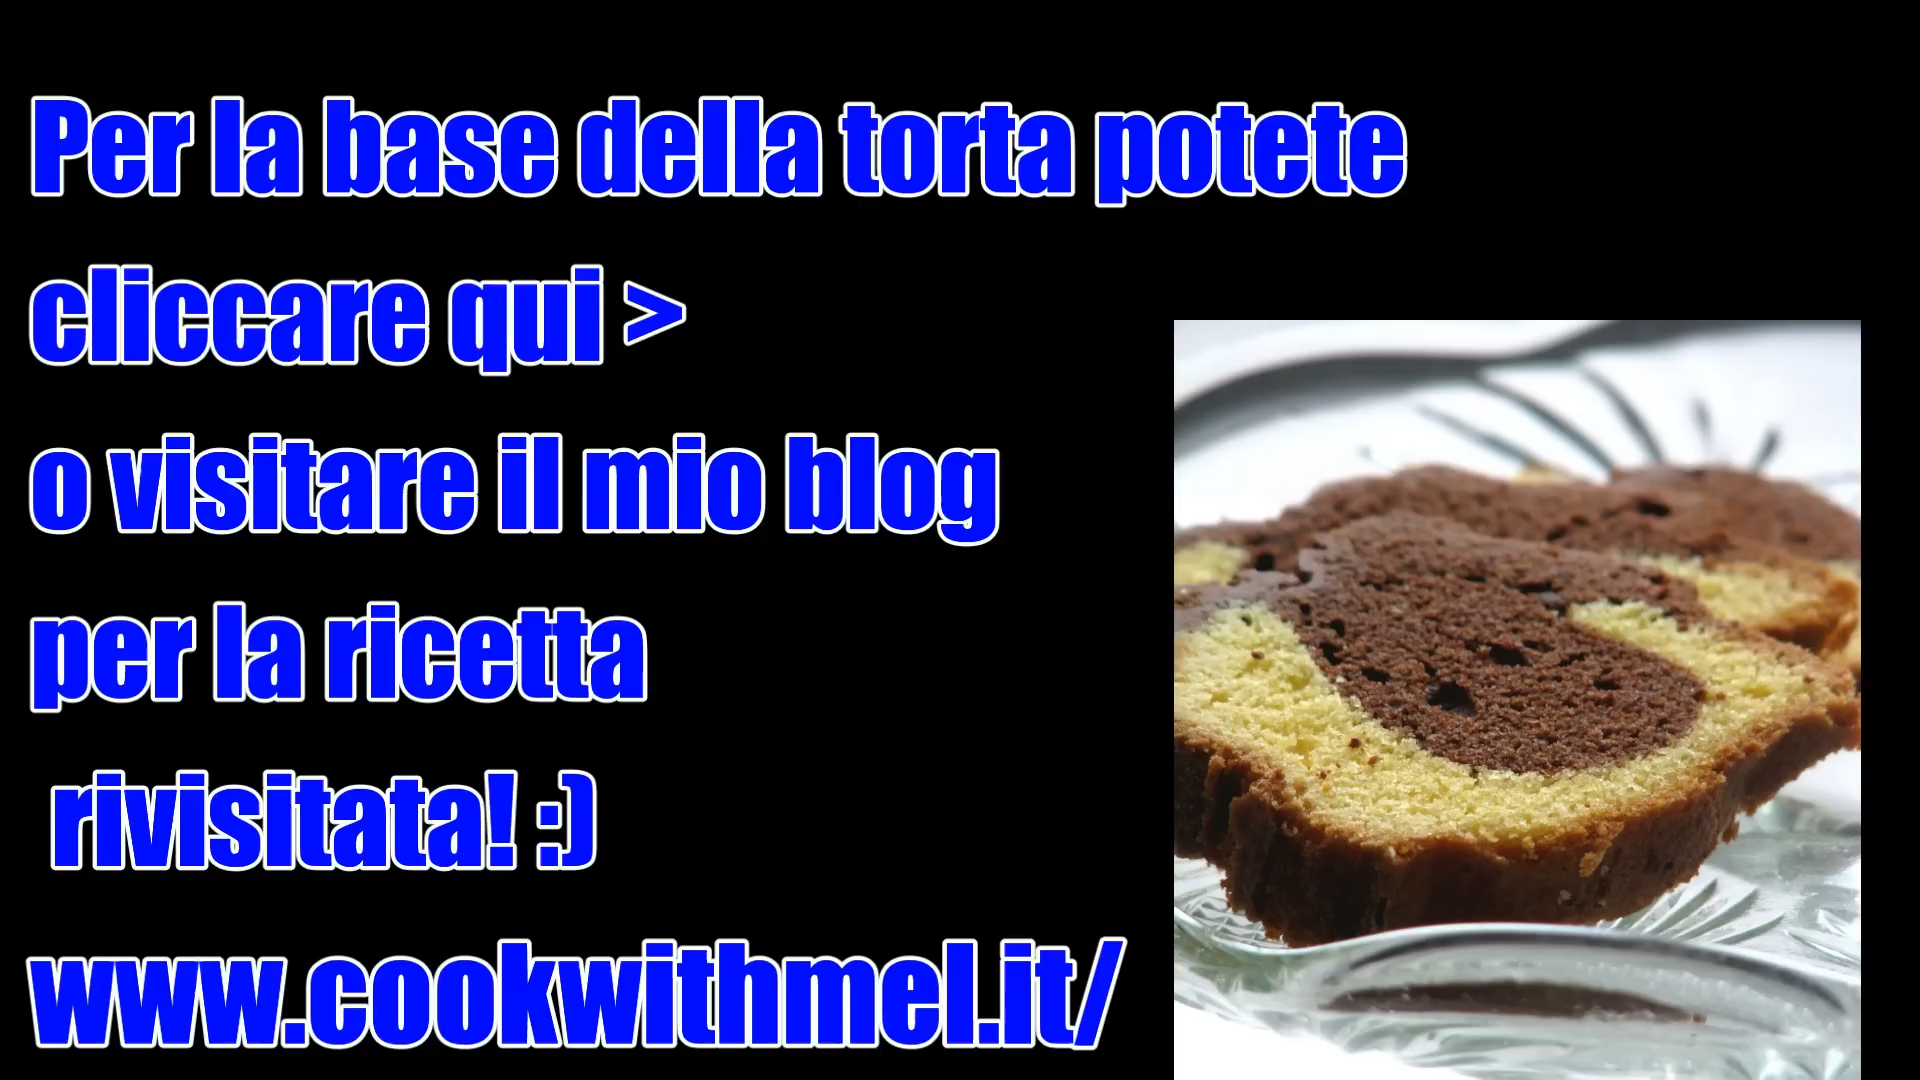 Per la base della torta potete
cliccare qui >
o visitare il mio blog
per la ricetta
rivisitata! :)
www.cookwithmel.it/